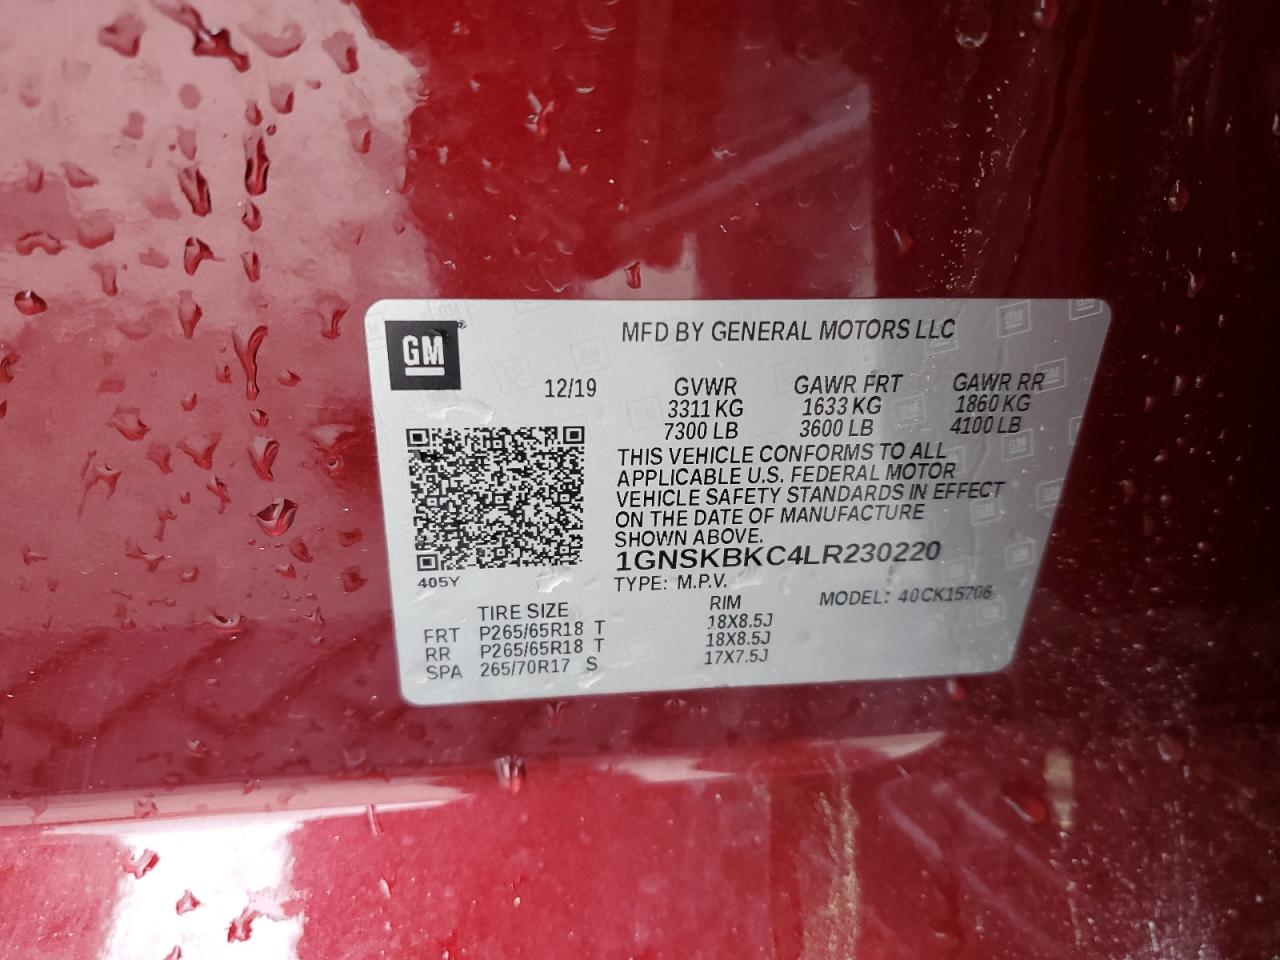 GM
MFD BY GENERAL MOTORS LLC
12/19 GVWR GAWR FRT GAWR RR
3311 KG 1633 KG 1860 KG
7300 LB 3600 LB 4100 LB
THIS VEHICLE CONFORMS TO ALL
APPLICABLE U.S. FEDERAL MOTOR
VEHICLE SAFETY STANDARDS IN EFFECT
ON THE DATE OF MANUFACTURE
SHOWN ABOVE.
1GNSKBKC4LR230220
405Y
TYPE: M.P.V. MODEL: 40CK15706
TIRE SIZE RIM
FRT P265/65R18 T 18X8.5J
RR P265/65R18 T 18X8.5J
SPA 265/70R17 S 17X7.5J